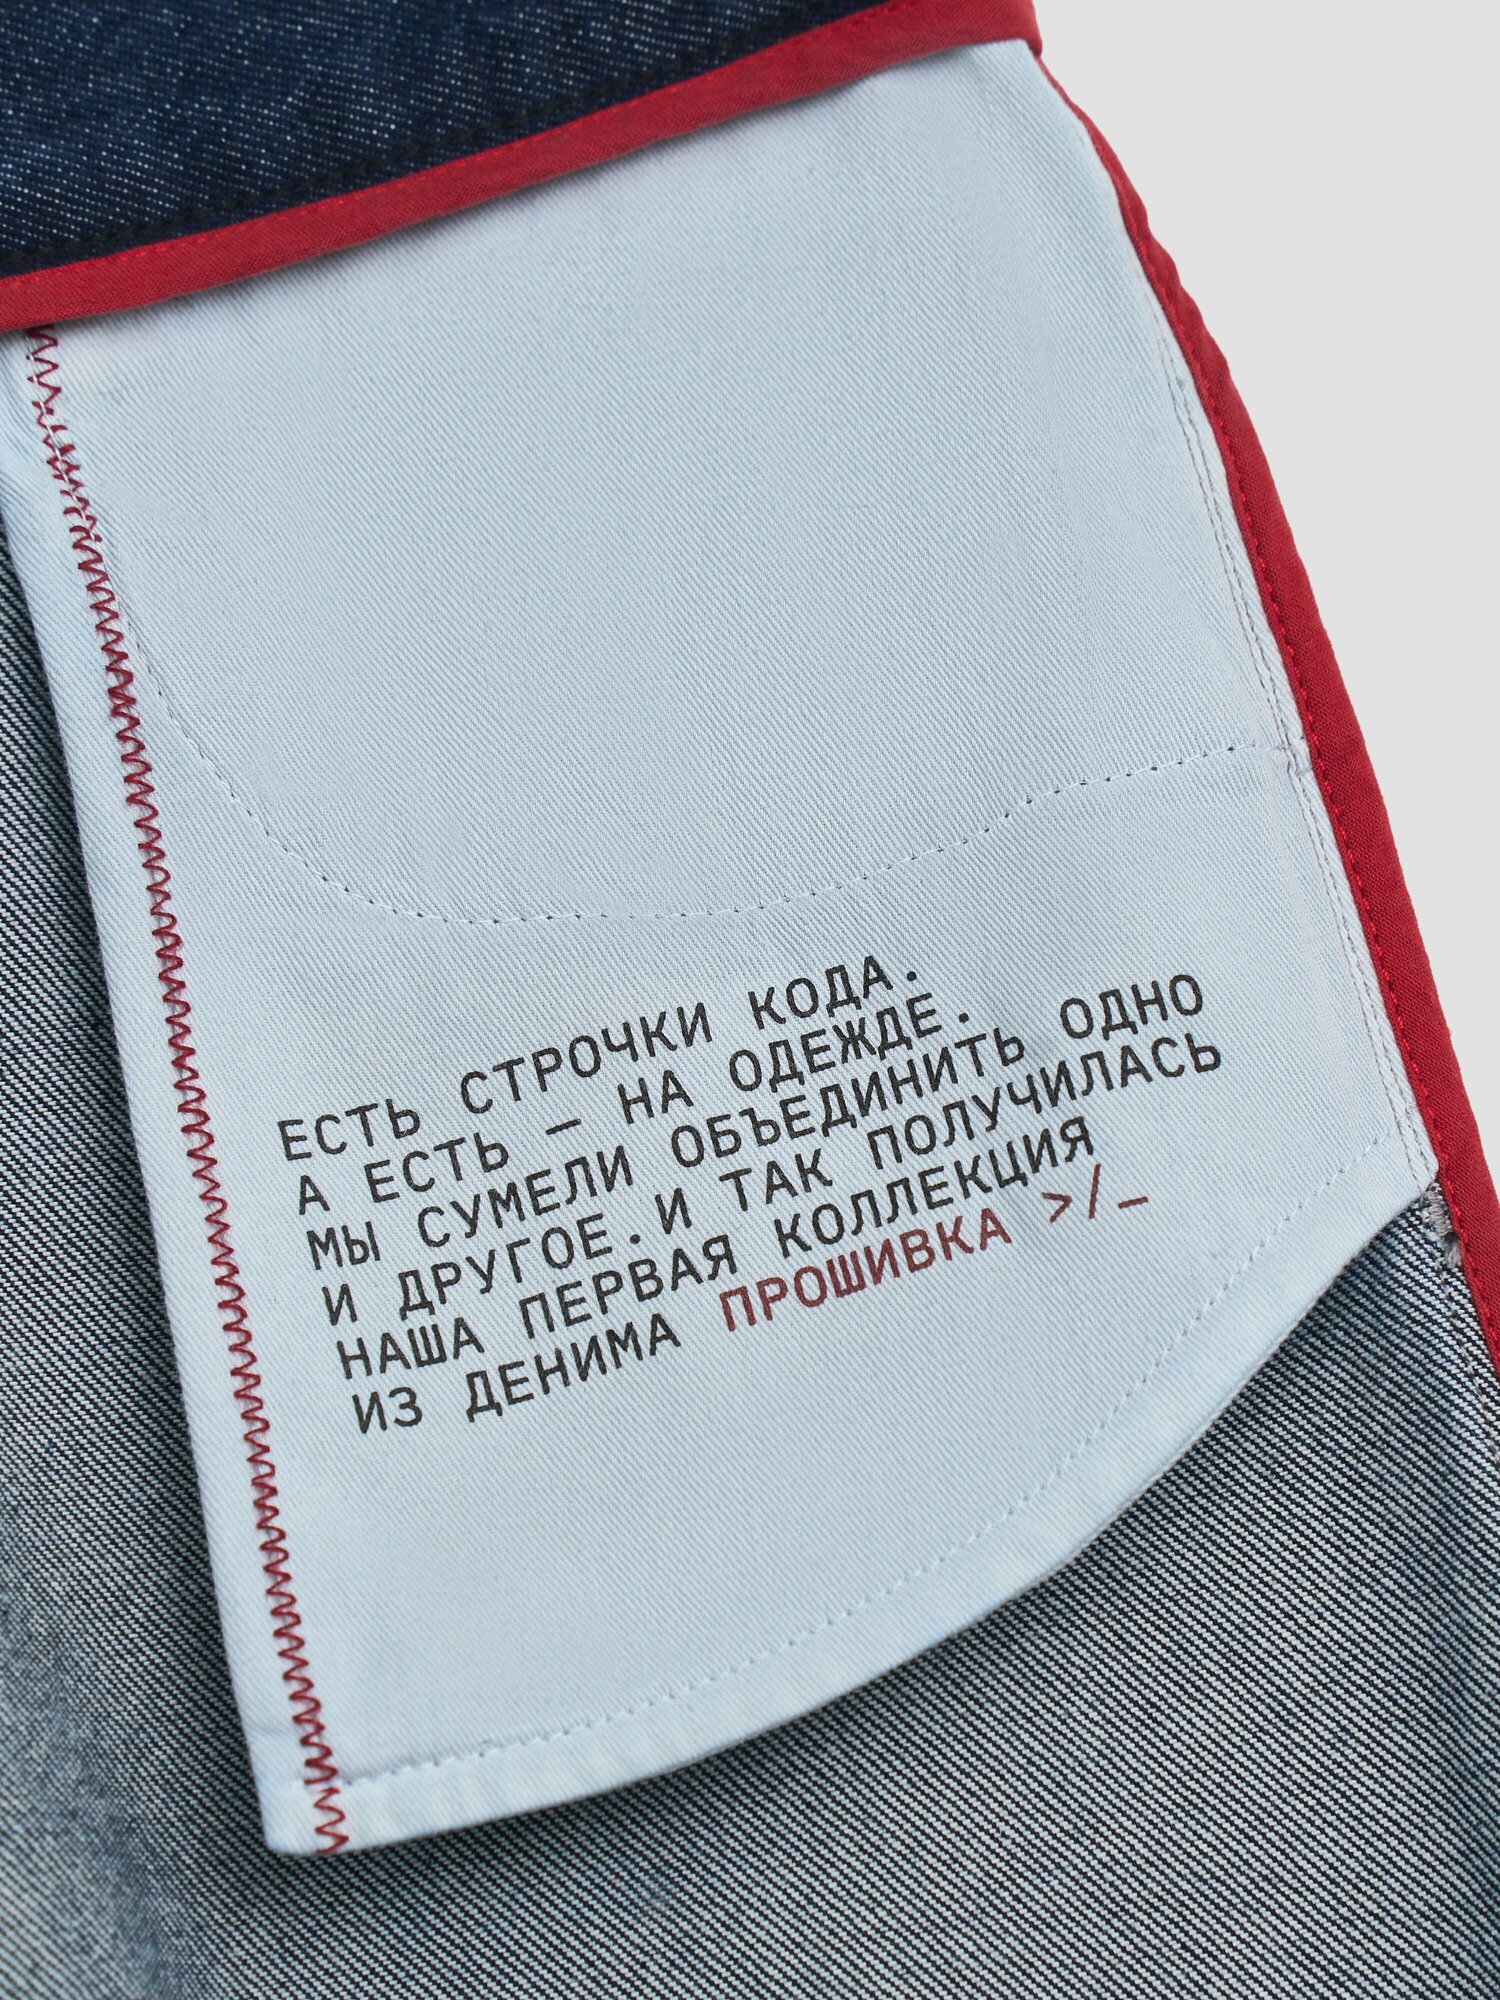 ЕСТЬ СТРОЧКИ КОДА.
А ЕСТЬ – НА ОДЕЖДЕ.
МЫ СУМЕЛИ ОБЪЕДИНИТЬ ОДНО
И ДРУГОЕ. И ТАК ПОЛУЧИЛАСЬ
НАША ПЕРВАЯ КОЛЛЕКЦИЯ
ИЗ ДЕНИМА ПРОШИВКА >/_